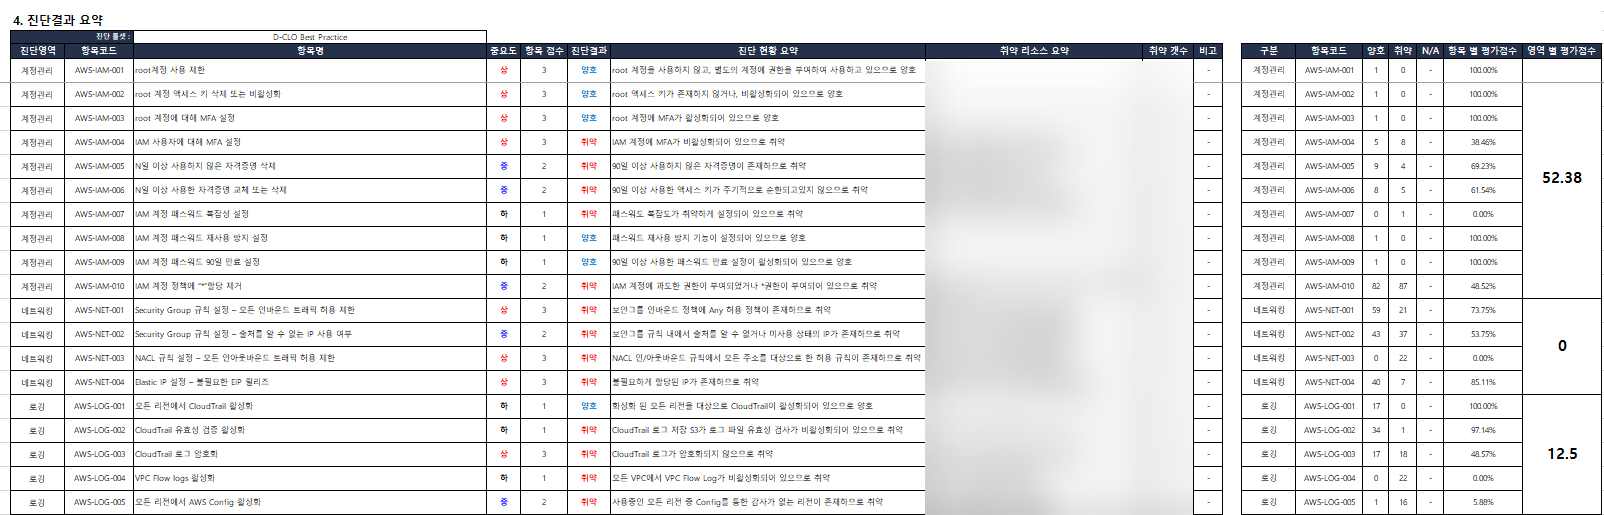 4. 진단결과 요약
진단 룰셋 : D-CLO Best Practice
진단영역 항목코드 항목명 중요도 항목 점수 진단결과 진단 현황 요약 취약 리소스 요약 취약 갯수 비고 구분 항목코드 양호 취약 N/A 항목 별 평가점수 영역 별 평가점수
계정관리 AWS-IAM-001 root계정 사용 제한 상 3 양호 root 계정을 사용하지 않고, 별도의 계정에 권한을 부여하여 사용하고 있으므로 양호 - 계정관리 AWS-IAM-001 1 0 - 100.00%
계정관리 AWS-IAM-002 root 계정 액세스 키 삭제 또는 비활성화 상 3 양호 root 액세스 키가 존재하지 않거나, 비활성화되어 있으므로 양호 - 계정관리 AWS-IAM-002 1 0 - 100.00%
계정관리 AWS-IAM-003 root 계정에 대해 MFA 설정 상 3 양호 root 계정에 MFA가 활성화되어 있으므로 양호 - 계정관리 AWS-IAM-003 1 0 - 100.00%
계정관리 AWS-IAM-004 IAM 사용자에 대해 MFA 설정 상 3 취약 IAM 계정에 MFA가 비활성화되어 있으므로 취약 - 계정관리 AWS-IAM-004 5 8 - 38.46%
계정관리 AWS-IAM-005 N일 이상 사용하지 않은 자격증명 삭제 중 2 취약 90일 이상 사용하지 않은 자격증명이 존재하므로 취약 - 계정관리 AWS-IAM-005 9 4 - 69.23%
52.38
계정관리 AWS-IAM-006 N일 이상 사용한 자격증명 교체 또는 삭제 중 2 취약 90일 이상 사용한 액세스 키가 주기적으로 순환되고있지 않으므로 취약 - 계정관리 AWS-IAM-006 8 5 - 61.54%
계정관리 AWS-IAM-007 IAM 계정 패스워드 복잡성 설정 하 1 취약 패스워드 복잡도가 취약하게 설정되어 있으므로 취약 - 계정관리 AWS-IAM-007 0 1 - 0.00%
계정관리 AWS-IAM-008 IAM 계정 패스워드 재사용 방지 설정 하 1 양호 패스워드 재사용 방지 기능이 설정되어 있으므로 양호 - 계정관리 AWS-IAM-008 1 0 - 100.00%
계정관리 AWS-IAM-009 IAM 계정 패스워드 90일 만료 설정 하 1 양호 90일 이상 사용한 패스워드 만료 설정이 활성화되어 있으므로 양호 - 계정관리 AWS-IAM-009 1 0 - 100.00%
계정관리 AWS-IAM-010 IAM 계정 정책에 "*"할당 제거 중 2 취약 IAM 계정에 과도한 권한이 부여되었거나 *권한이 부여되어 있으므로 취약 - 계정관리 AWS-IAM-010 82 87 - 48.52%
네트워킹 AWS-NET-001 Security Group 규칙 설정 – 모든 인바운드 트래픽 허용 제한 상 3 취약 보안그룹 인바운드 정책에 Any 허용 정책이 존재하므로 취약 - 네트워킹 AWS-NET-001 59 21 - 73.75%
네트워킹 AWS-NET-002 Security Group 규칙 설정 – 출처를 알 수 없는 IP 사용 여부 중 2 취약 보안그룹 규칙 내에서 출처를 알 수 없거나 미사용 상태의 IP가 존재하므로 취약 - 네트워킹 AWS-NET-002 43 37 - 53.75%
0
네트워킹 AWS-NET-003 NACL 규칙 설정 – 모든 인아웃바운드 트래픽 허용 제한 상 3 취약 NACL 인/아웃바운드 규칙에서 모든 주소를 대상으로 한 허용 규칙이 존재하므로 취약 - 네트워킹 AWS-NET-003 0 22 - 0.00%
네트워킹 AWS-NET-004 Elastic IP 설정 – 불필요한 EIP 릴리즈 상 3 취약 불필요하게 할당된 IP가 존재하므로 취약 - 네트워킹 AWS-NET-004 40 7 - 85.11%
로깅 AWS-LOG-001 모든 리전에서 CloudTrail 활성화 하 1 양호 화성화 된 모든 리전을 대상으로 CloudTrail이 활성화되어 있으므로 양호 - 로깅 AWS-LOG-001 17 0 - 100.00%
로깅 AWS-LOG-002 CloudTrail 유효성 검증 활성화 하 1 취약 CloudTrail 로그 저장 S3가 로그 파일 유효성 검사가 비활성화되어 있으므로 취약 - 로깅 AWS-LOG-002 34 1 - 97.14%
로깅 AWS-LOG-003 CloudTrail 로그 암호화 상 3 취약 CloudTrail 로그가 암호화되지 않으므로 취약 - 로깅 AWS-LOG-003 17 18 - 48.57% 12.5
로깅 AWS-LOG-004 VPC Flow logs 활성화 하 1 취약 모든 VPC에서 VPC Flow Log가 비활성화되어 있으므로 취약 - 로깅 AWS-LOG-004 0 22 - 0.00%
로깅 AWS-LOG-005 모든 리전에서 AWS Config 활성화 중 2 취약 사용중인 모든 리전 중 Config를 통한 감사가 없는 리전이 존재하므로 취약 - 로깅 AWS-LOG-005 1 16 - 5.88%